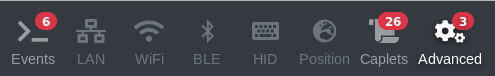 6 26 3
Events LAN WiFi BLE HID Position Caplets Advanced